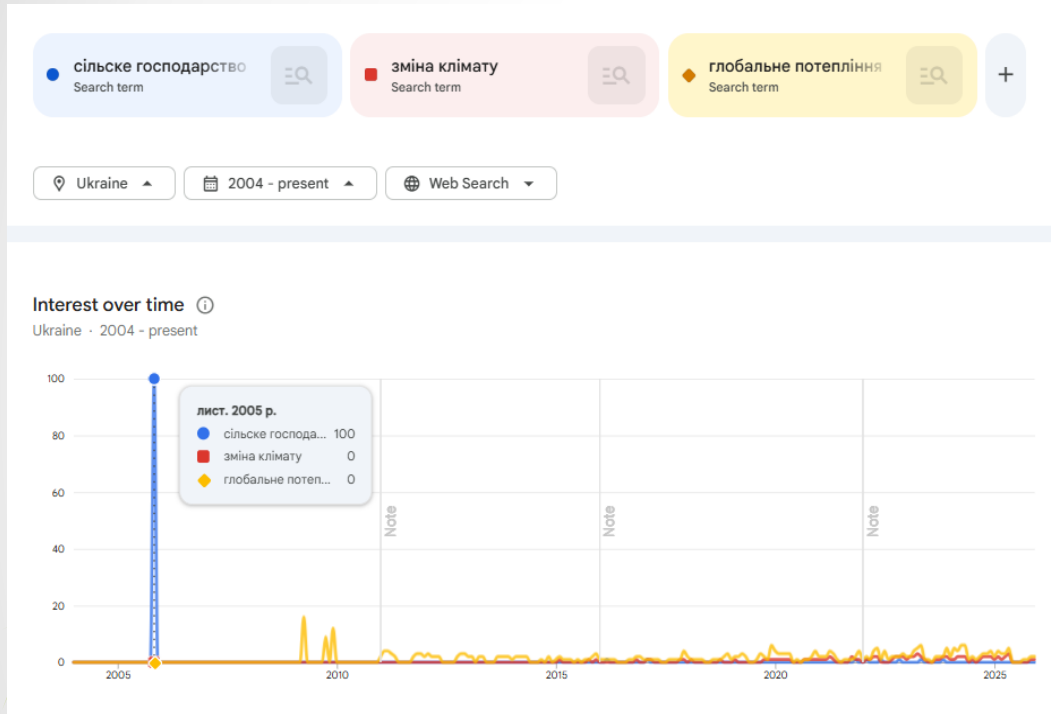 сільске господарство
Search term
зміна клімату
Search term
глобальне потепління
Search term
+
Ukraine
2004 - present
Web Search
Interest over time
Ukraine · 2004 - present
100
80
60
40
20
0
лист. 2005 р.
сільске господа... 100
зміна клімату 0
глобальне потеп... 0
Note
Note
Note
2005
2010
2015
2020
2025